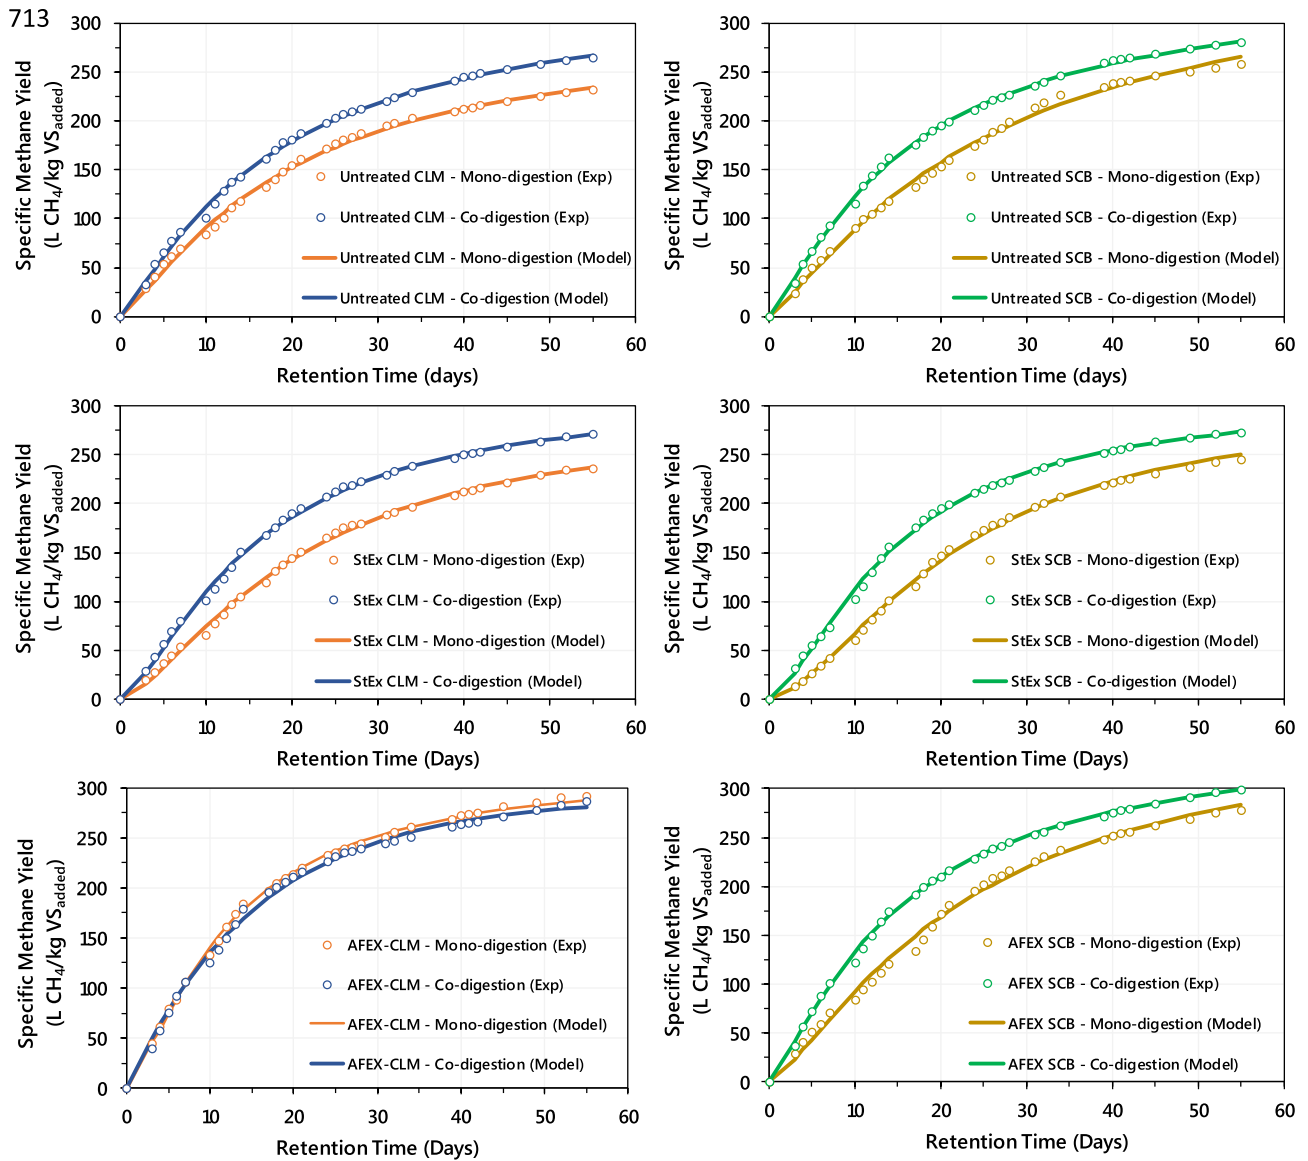 713
Specific Methane Yield
(L CH4/kg VSadded)
300
250
200
150
100
50
0
Untreated CLM - Mono-digestion (Exp)
Untreated CLM - Co-digestion (Exp)
Untreated CLM - Mono-digestion (Model)
Untreated CLM - Co-digestion (Model)
0 10 20 30 40 50 60
Retention Time (days)
Specific Methane Yield
(L CH4/kg VSadded)
300
250
200
150
100
50
0
Untreated SCB - Mono-digestion (Exp)
Untreated SCB - Co-digestion (Exp)
Untreated SCB - Mono-digestion (Model)
Untreated SCB - Co-digestion (Model)
0 10 20 30 40 50 60
Retention Time (days)
Specific Methane Yield
(L CH4/kg VSadded)
300
250
200
150
100
50
0
StEx CLM - Mono-digestion (Exp)
StEx CLM - Co-digestion (Exp)
StEx CLM - Mono-digestion (Model)
StEx CLM - Co-digestion (Model)
0 10 20 30 40 50 60
Retention Time (Days)
Specific Methane Yield
(L CH4/kg VSadded)
300
250
200
150
100
50
0
StEx SCB - Mono-digestion (Exp)
StEx SCB - Co-digestion (Exp)
StEx SCB - Mono-digestion (Model)
StEx SCB - Co-digestion (Model)
0 10 20 30 40 50 60
Retention Time (Days)
Specific Methane Yield
(L CH4/kg VSadded)
300
250
200
150
100
50
0
AFEX-CLM - Mono-digestion (Exp)
AFEX-CLM - Co-digestion (Exp)
AFEX-CLM - Mono-digestion (Model)
AFEX-CLM - Co-digestion (Model)
0 10 20 30 40 50 60
Retention Time (Days)
Specific Methane Yield
(L CH4/kg VSadded)
300
250
200
150
100
50
0
AFEX SCB - Mono-digestion (Exp)
AFEX SCB - Co-digestion (Exp)
AFEX SCB - Mono-digestion (Model)
AFEX SCB - Co-digestion (Model)
0 10 20 30 40 50 60
Retention Time (Days)